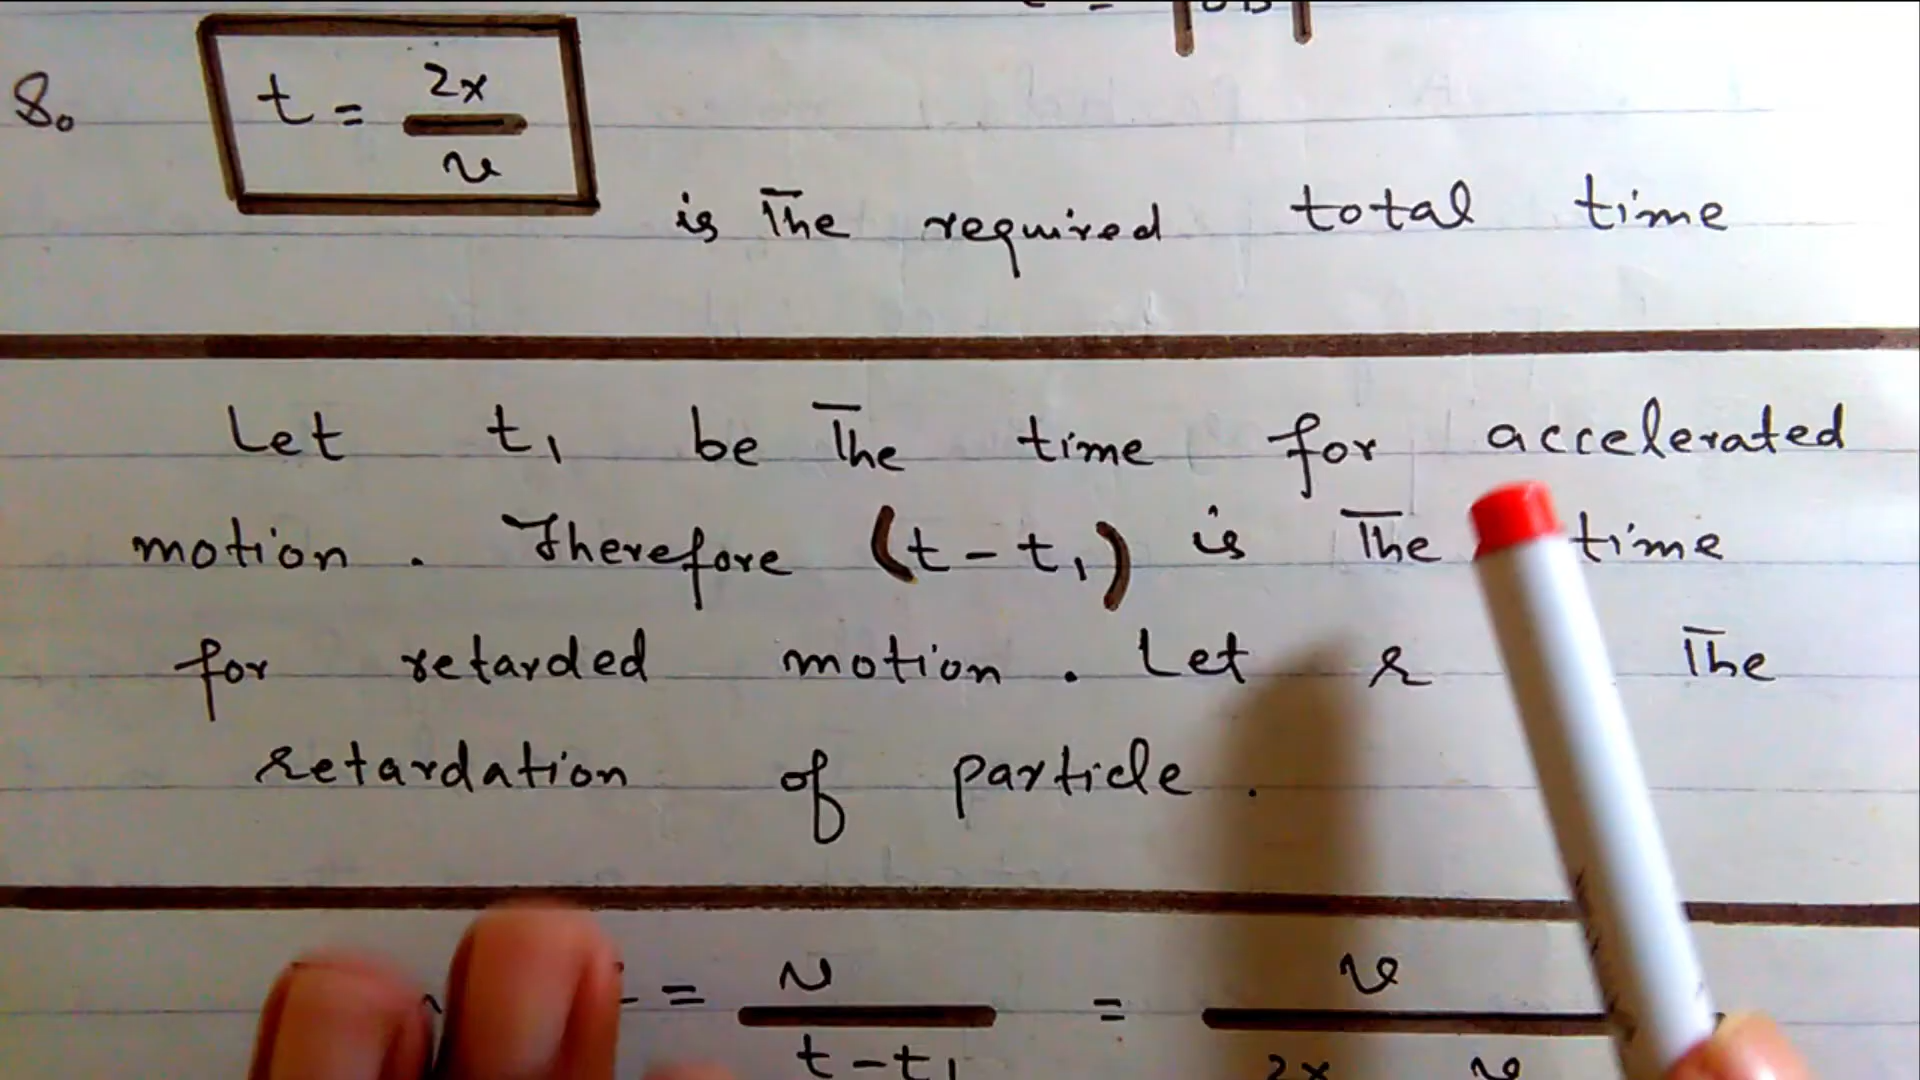 So t = 2x / v is the required total time
Let t₁ be the time for accelerated
motion. Therefore (t - t₁) is the time
for retarded motion. Let r the
retardation of particle.
= v / t - t₁ = v / 2x v